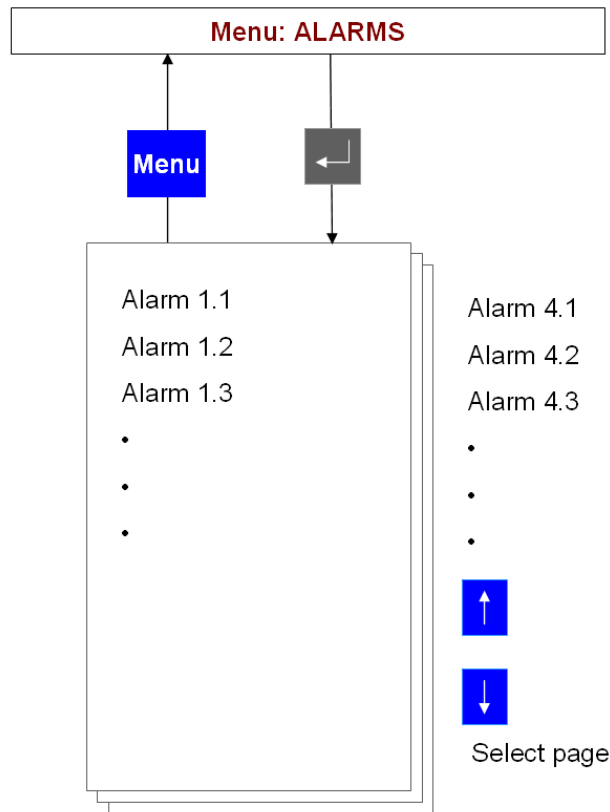 Menu: ALARMS
Menu
Alarm 1.1
Alarm 1.2
Alarm 1.3
•
•
•
Alarm 4.1
Alarm 4.2
Alarm 4.3
•
•
•
Select page